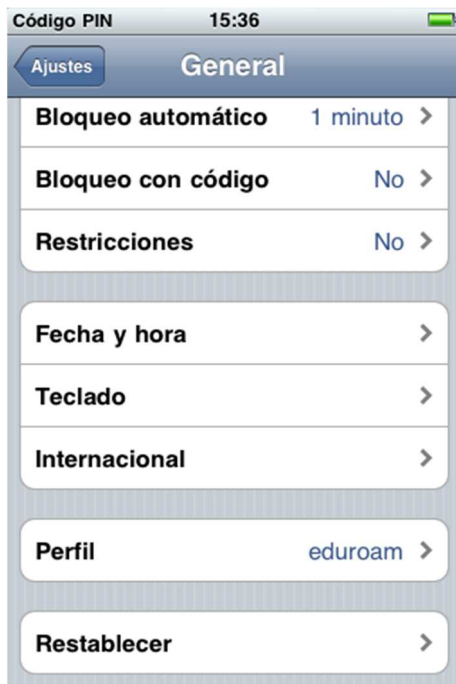 Código PIN 15:36
Ajustes General
Bloqueo automático 1 minuto
Bloqueo con código No
Restricciones No
Fecha y hora
Teclado
Internacional
Perfil eduroam
Restablecer